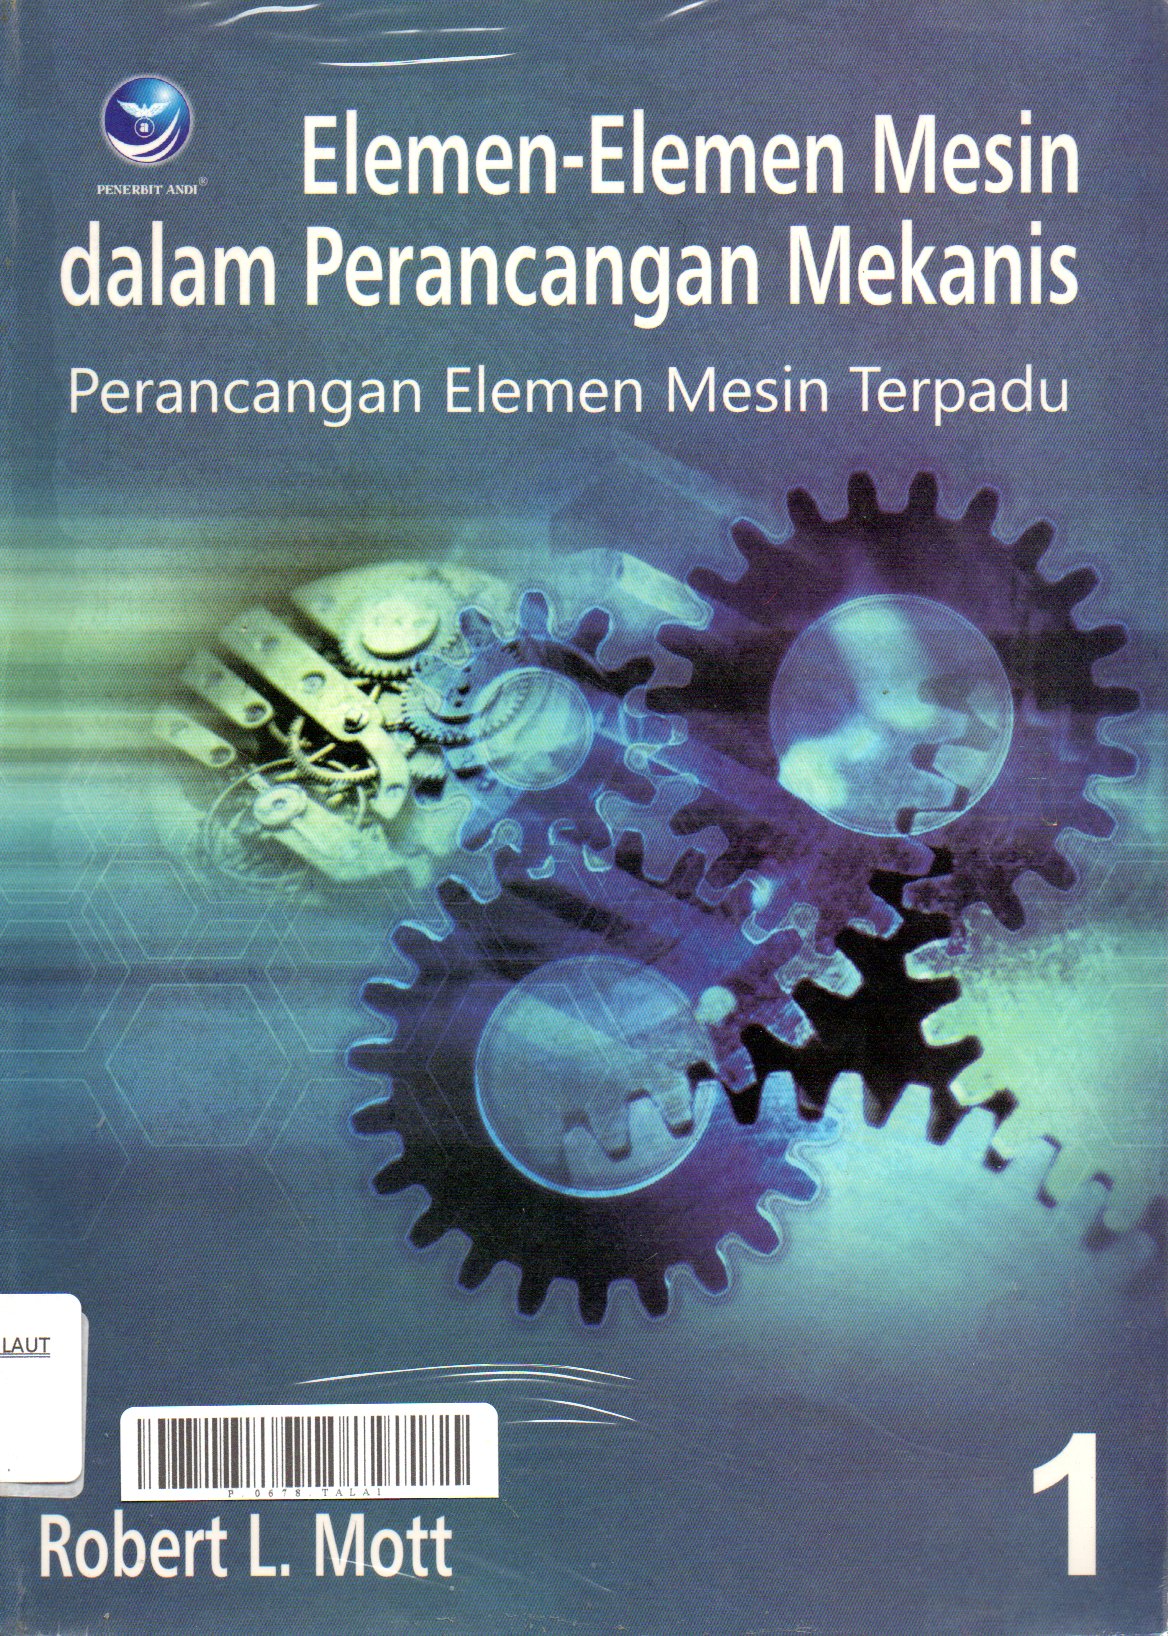 PENERBIT ANDI®
Elemen-Elemen Mesin
dalam Perancangan Mekanis
Perancangan Elemen Mesin Terpadu
LAUT
P.0678.TALA1
Robert L. Mott
1